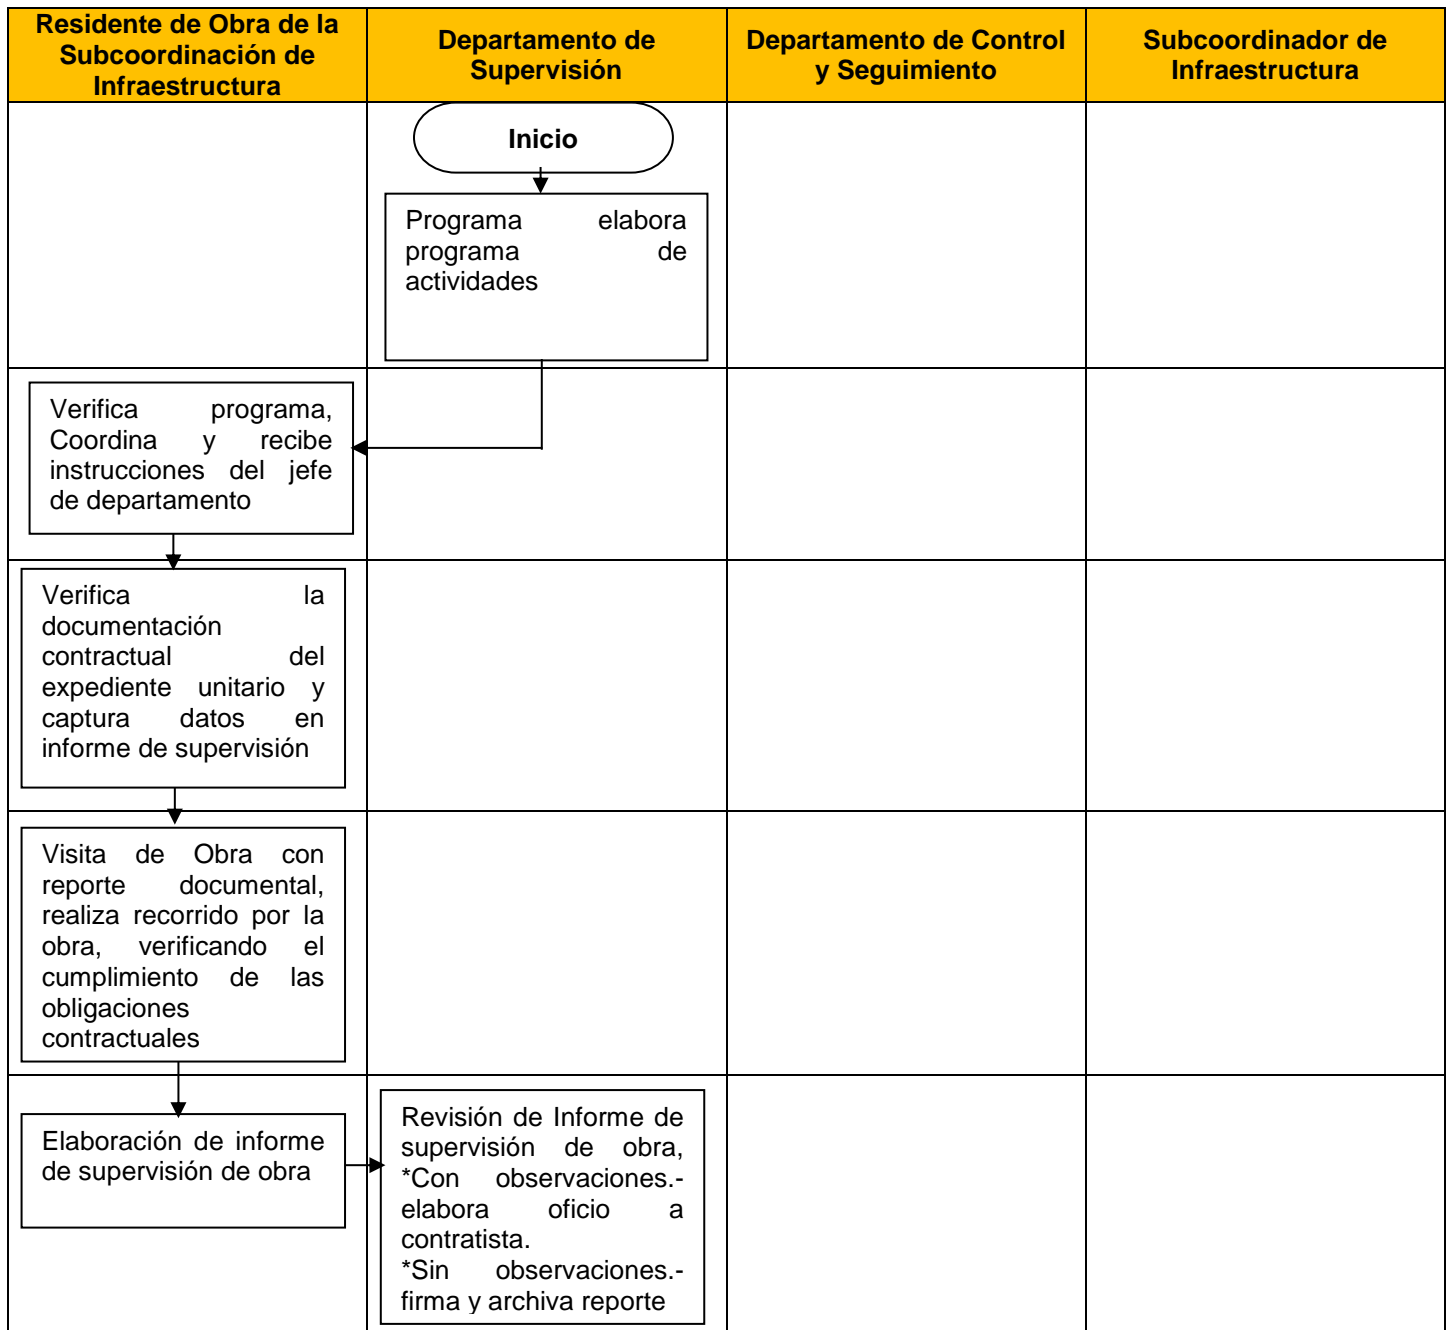 Residente de Obra de la
Subcoordinación de
Infraestructura
Departamento de
Supervisión
Departamento de Control
y Seguimiento
Subcoordinador de
Infraestructura
Inicio
Programa elabora
programa de
actividades
Verifica programa,
Coordina y recibe
instrucciones del jefe
de departamento
Verifica la
documentación
contractual del
expediente unitario y
captura datos en
informe de supervisión
Visita de Obra con
reporte documental,
realiza recorrido por la
obra, verificando el
cumplimiento de las
obligaciones
contractuales
Elaboración de informe
de supervisión de obra
Revisión de Informe de
supervisión de obra,
*Con observaciones.-
elabora oficio a
contratista.
*Sin observaciones.-
firma y archiva reporte